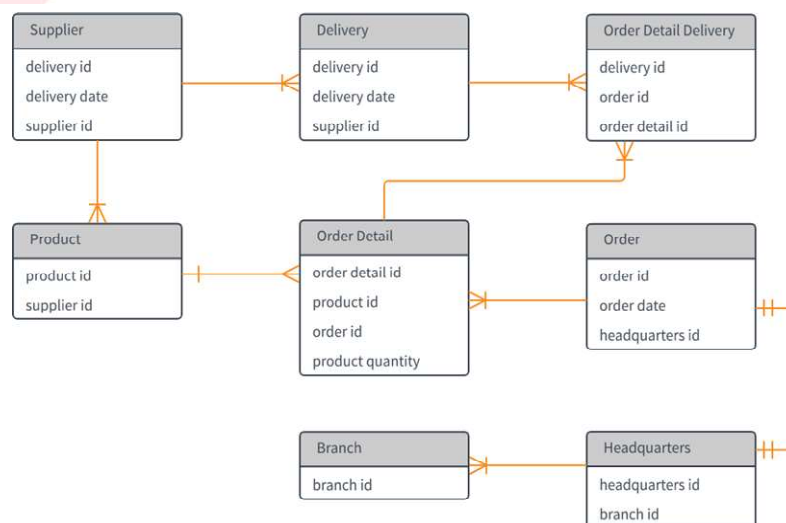 Supplier
delivery id
delivery date
supplier id
Delivery
delivery id
delivery date
supplier id
Order Detail Delivery
delivery id
order id
order detail id
Product
product id
supplier id
Order Detail
order detail id
product id
order id
product quantity
Order
order id
order date
headquarters id
Branch
branch id
Headquarters
headquarters id
branch id